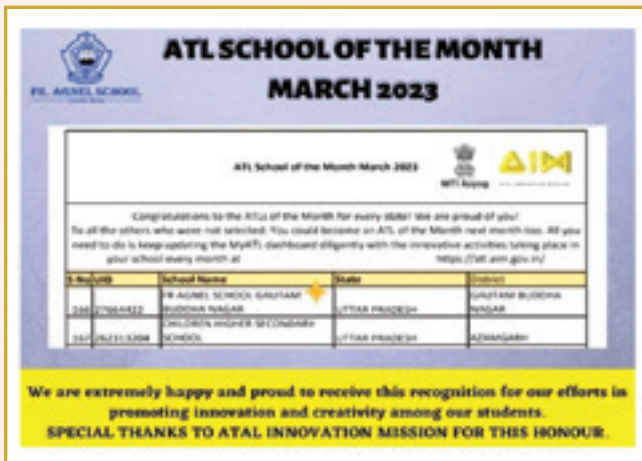 ATL SCHOOL OF THE MONTH
MARCH 2023
FR. AGNEL SCHOOL
ATL School of the Month March 2023
NITI Aayog
AIM
Congratulations to the ATLs of the Month for every state! We are proud of you!
To all the others who were not selected. You could become an ATL of the Month next month too. All you
need to do is keep updating the MyATL dashboard diligently with the innovative activities taking place in
your school every month at https://atl.aim.gov.in/
S No UID School Name State District
FR AGNEL SCHOOL GAUTAM GAUTAM BUDDHA
166 27664422 BUDDHA NAGAR UTTAR PRADESH NAGAR
CHILDREN HIGHER SECONDARY
167 SCHOOL UTTAR PRADESH AZAMGARH
We are extremely happy and proud to receive this recognition for our efforts in
promoting innovation and creativity among our students.
SPECIAL THANKS TO ATAL INNOVATION MISSION FOR THIS HONOUR.